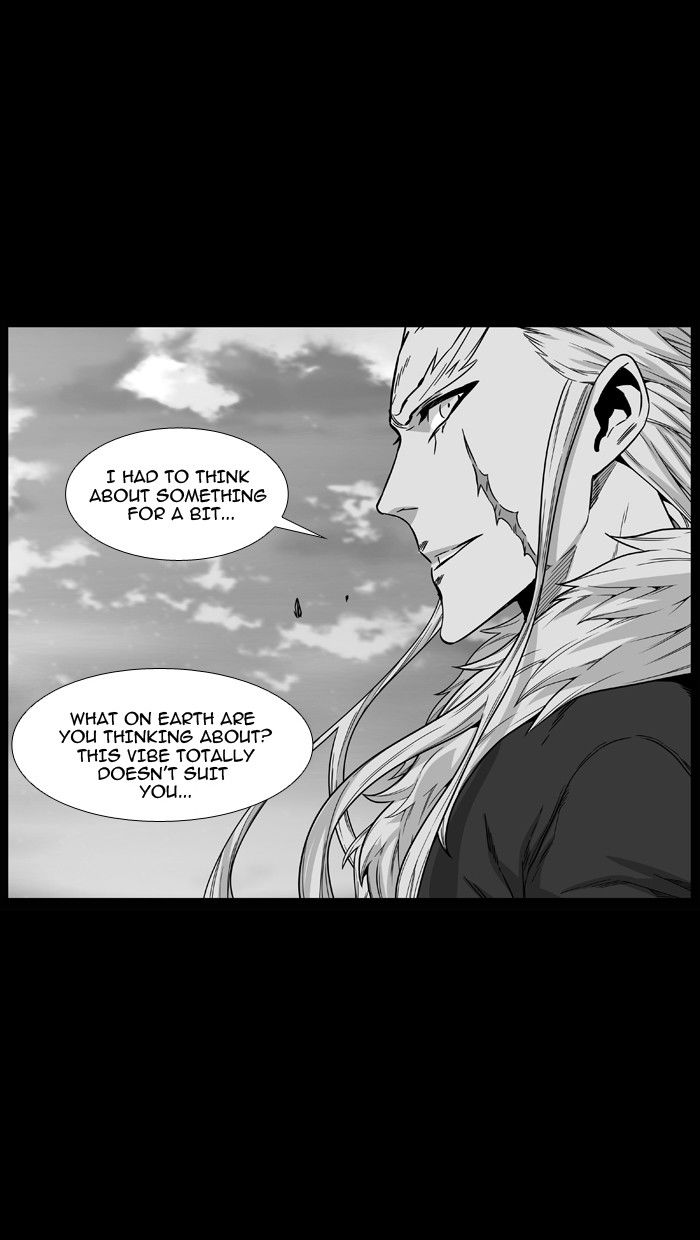 I HAD TO THINK
ABOUT SOMETHING
FOR A BIT...
WHAT ON EARTH ARE
YOU THINKING ABOUT?
THIS VIBE TOTALLY
DOESN'T SUIT
YOU...